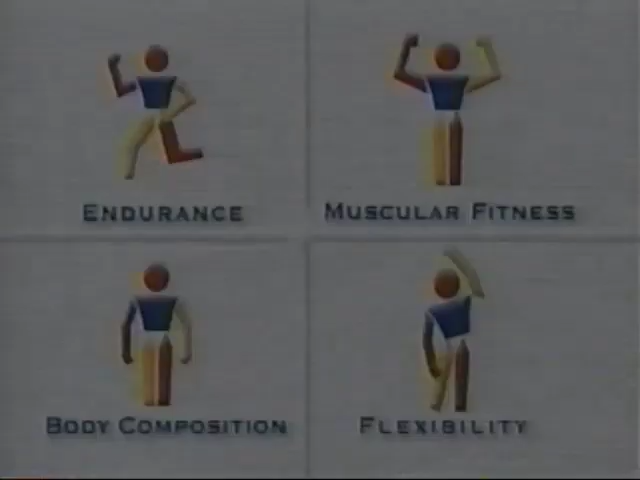 ENDURANCE
MUSCULAR FITNESS
BODY COMPOSITION
FLEXIBILITY